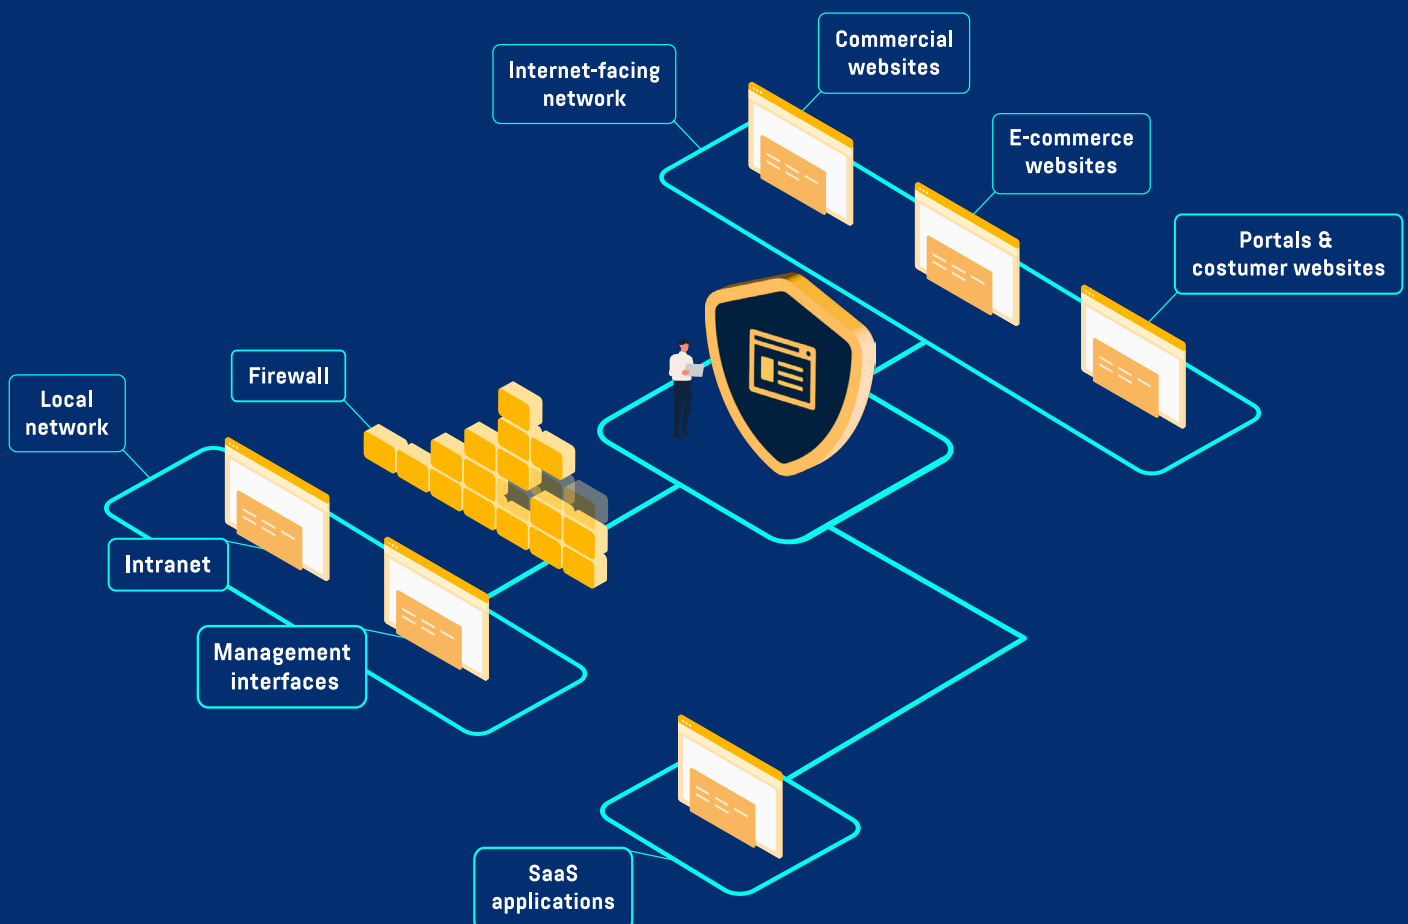 Commercial
websites
Internet-facing
network
E-commerce
websites
Portals &
costumer websites
Firewall
Local
network
Intranet
Management
interfaces
SaaS
applications